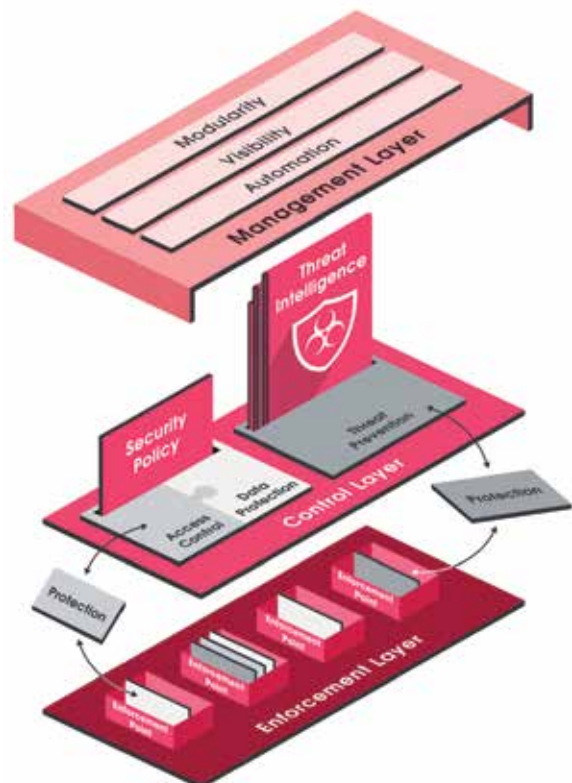 Modularity
Visibility
Automation
Management Layer
Threat
Intelligence
Security
Policy
Threat
Prevention
Data
Protection
Access
Control
Control Layer
Protection
Protection
Enforcement
Point
Enforcement
Point
Enforcement
Point
Enforcement
Point
Enforcement Layer